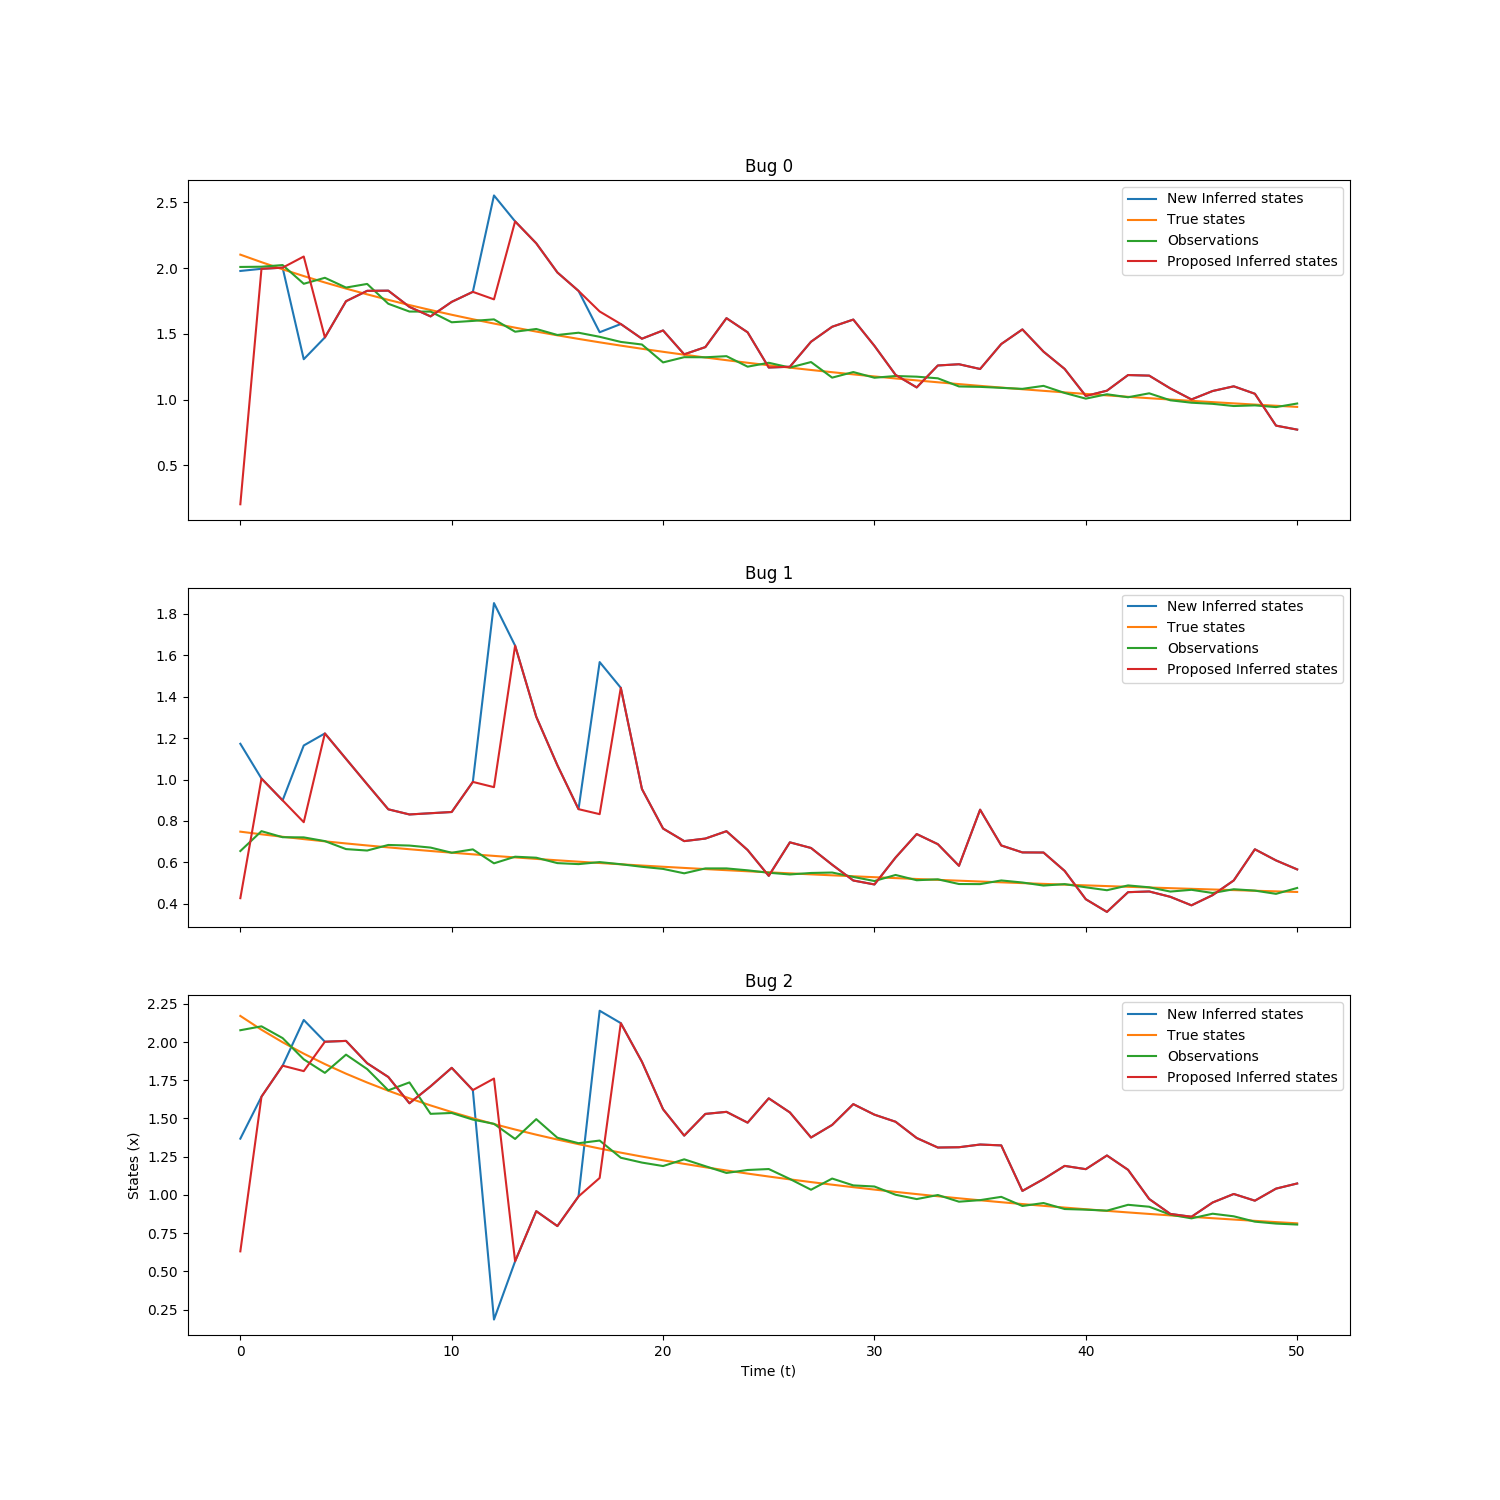 Bug 0
2.5
2.0
1.5
1.0
0.5
New Inferred states
True states
Observations
Proposed Inferred states
Bug 1
1.8
1.6
1.4
1.2
1.0
0.8
0.6
0.4
New Inferred states
True states
Observations
Proposed Inferred states
Bug 2
States (x)
2.25
2.00
1.75
1.50
1.25
1.00
0.75
0.50
0.25
New Inferred states
True states
Observations
Proposed Inferred states
0 10 20 30 40 50
Time (t)